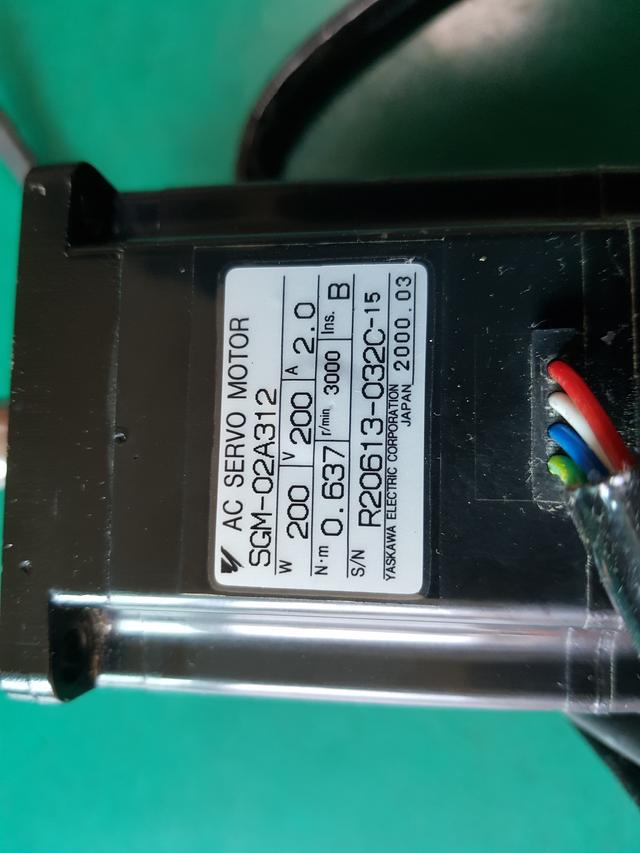 AC SERVO MOTOR
SGM-02A312
W 200 V 200 A 2.0
N·m 0.637 r/min 3000 Ins. B
S/N R20613-032C-15
YASKAWA ELECTRIC CORPORATION
JAPAN 2000.03